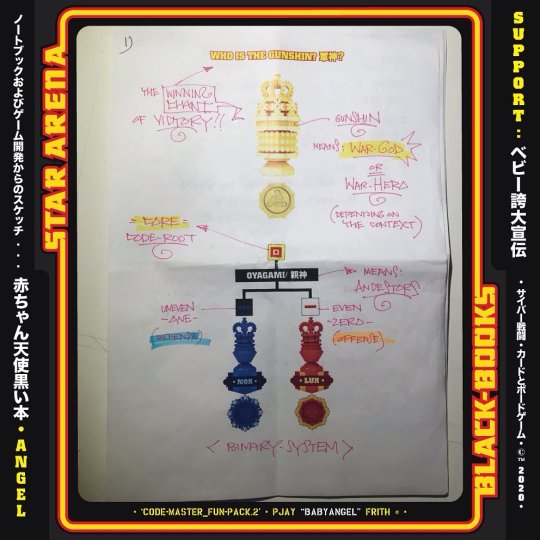 1)
WHO IS THE GUNSHIN? 軍神?
THE WINNING
CHANT
OF VICTORY!!
GUNSHIN
MEANS: WAR-GOD
OR
WAR-HERO
(DEPENDING ON
THE CONTEXT)
CORE
CODE-ROOT
OYAGAMI/ 親神
MEANS:
ANCESTORS
UNEVEN
-ONE-
(DEFENSE)
EVEN
-ZERO-
(OFFENSE)
• NOX •
• LUX •
< BINARY-SYSTEM >
STAR ARENA
BLACK-BOOKS
ノートブックおよびゲーム開発からのスケッチ . . .
赤ちゃん天使黒い本 • ANGEL
SUPPORT :: ベビー誇大宣伝
• サイバー戦闘 • カードとボードゲーム • ©™ 2020 •
• 'CODE-MASTER_FUN-PACK.2' • PJAY "BABYANGEL" FRITH © •